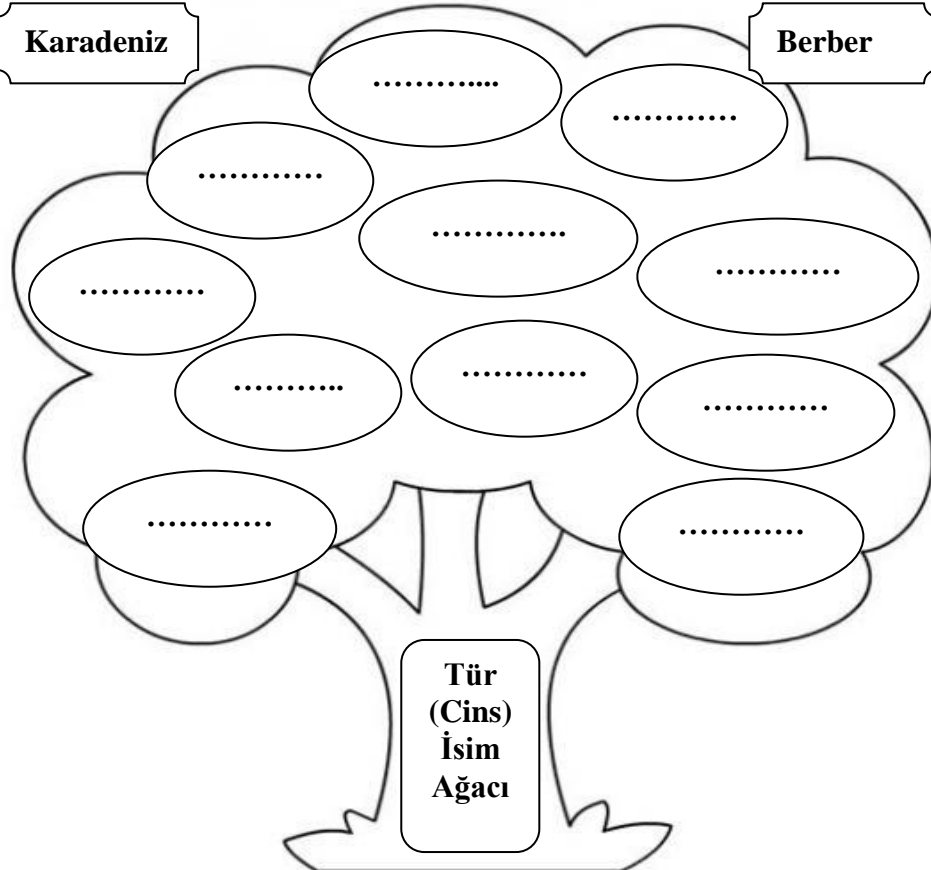 Karadeniz
Berber
…………...
…………
…………
………….
…………
…………
…………
………..
…………
…………
…………
Tür
(Cins)
İsim
Ağacı